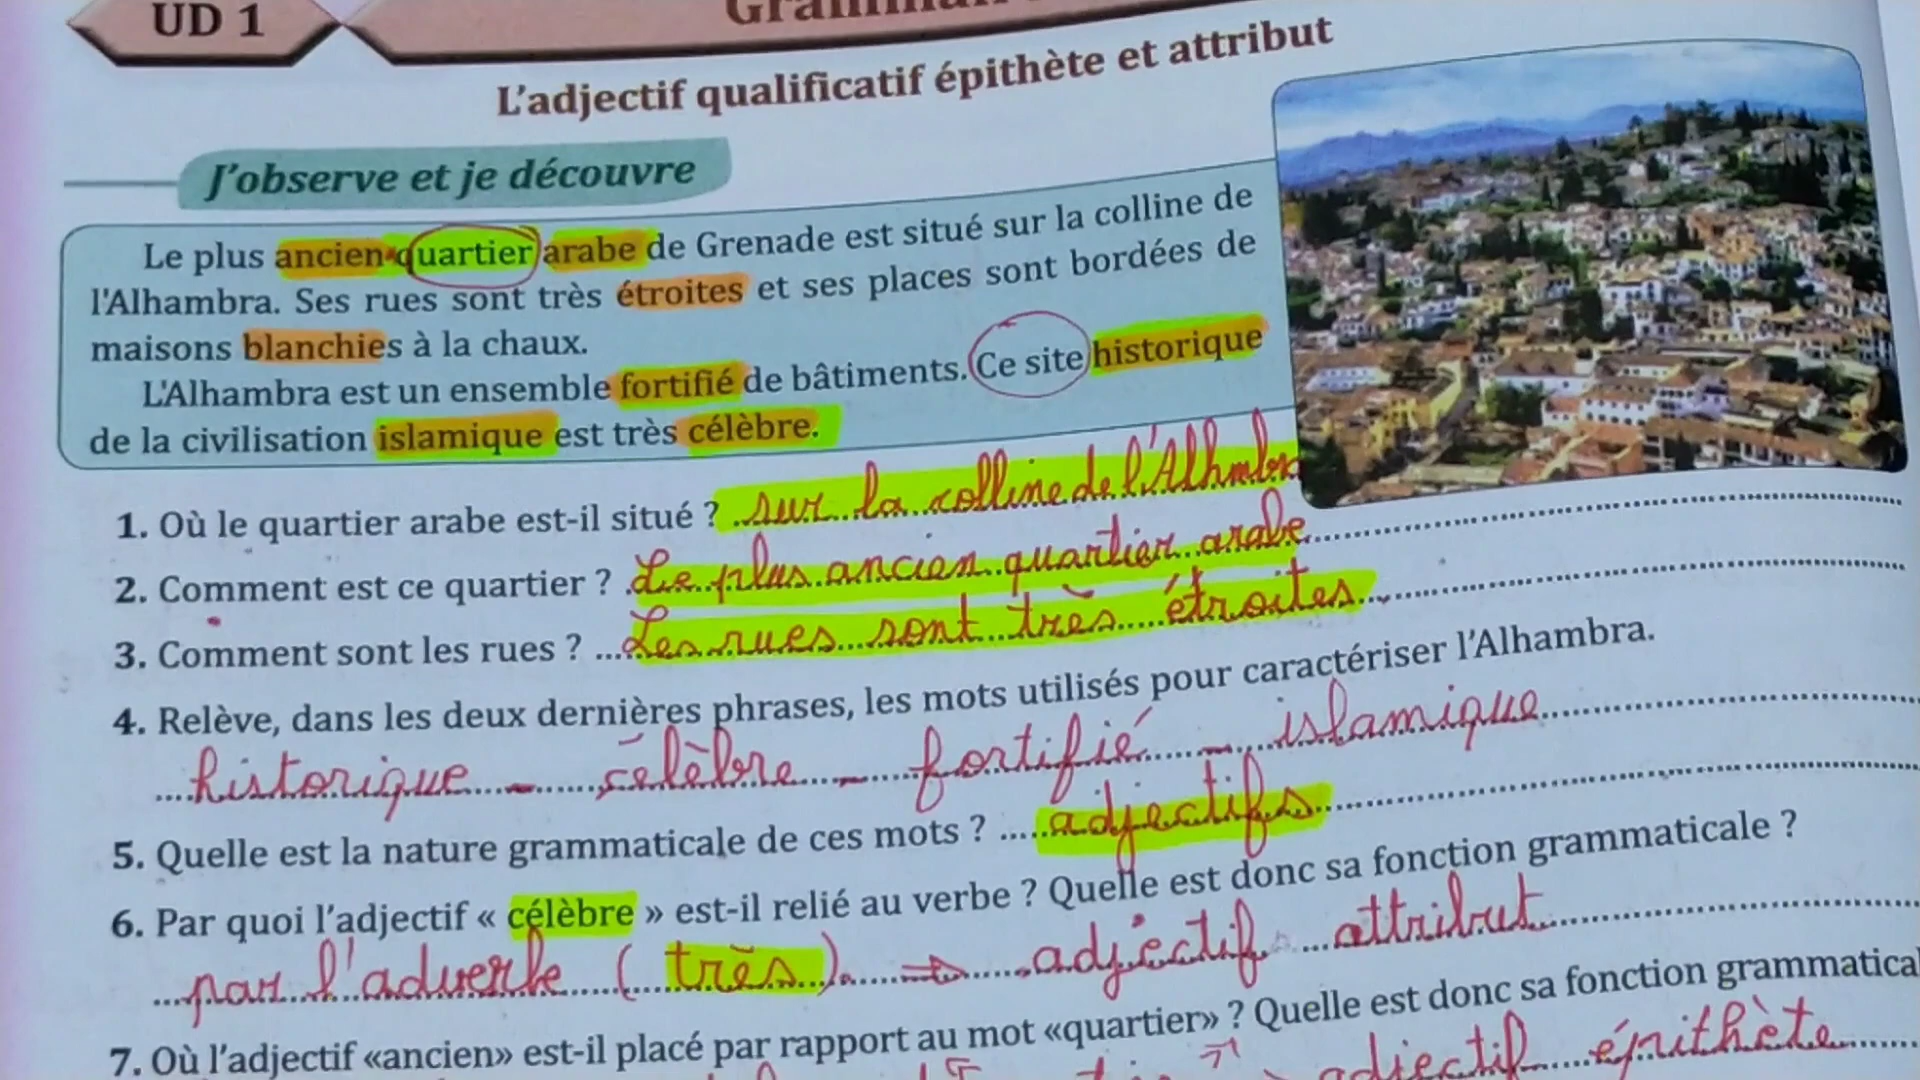 UD 1
L'adjectif qualificatif épithète et attribut
J'observe et je découvre
Le plus ancien quartier arabe de Grenade est situé sur la colline de
l'Alhambra. Ses rues sont très étroites et ses places sont bordées de
maisons blanchies à la chaux.
L'Alhambra est un ensemble fortifié de bâtiments. Ce site historique
de la civilisation islamique est très célèbre.
1. Où le quartier arabe est-il situé ? sur la colline de l'Alhmbra
2. Comment est ce quartier ? Le plus ancien quartier arabe
3. Comment sont les rues ? Les rues sont très étroites
4. Relève, dans les deux dernières phrases, les mots utilisés pour caractériser l'Alhambra.
historique - célèbre - fortifié - islamique
5. Quelle est la nature grammaticale de ces mots ? adjectifs
6. Par quoi l'adjectif « célèbre » est-il relié au verbe ? Quelle est donc sa fonction grammaticale ?
par l'adverbe (très) → adjectif attribut
7. Où l'adjectif «ancien» est-il placé par rapport au mot «quartier» ? Quelle est donc sa fonction grammatical
adjectif épithète